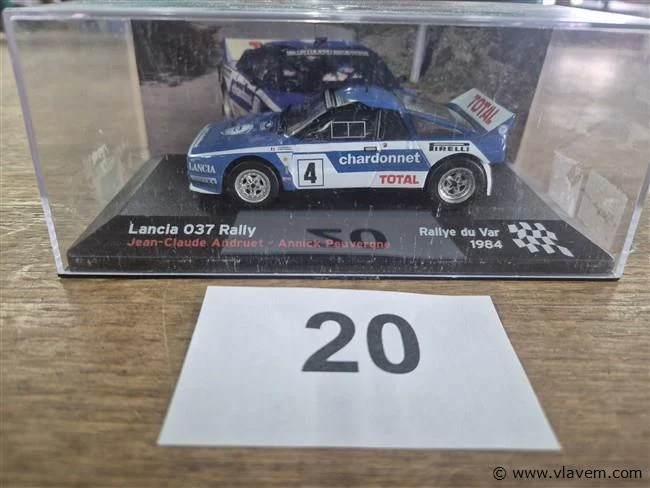 TOTAL
PIRELLI
chardonnet
LANCIA
4
TOTAL
Lancia 037 Rally
Jean-Claude Andruet - Annick Peuvergne
Rallye du Var
1984
20
© www.vlavem.com